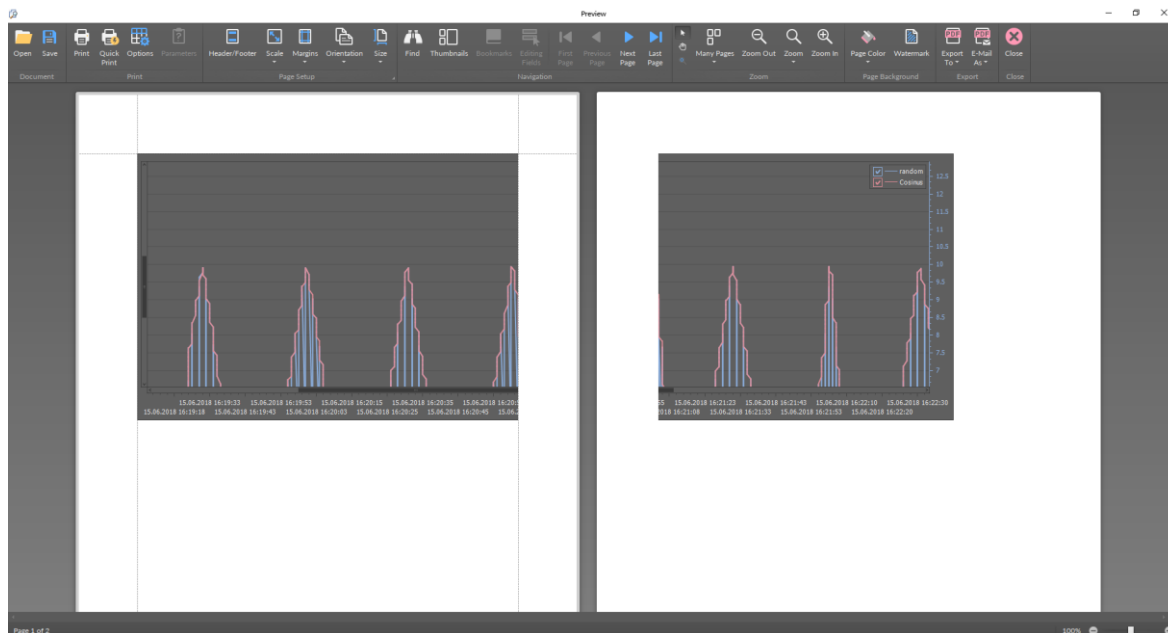 Preview
Open Save Print Quick Print Options Parameters Header/Footer Scale Margins Orientation Size Find Thumbnails Bookmarks Editing Fields First Page Previous Page Next Page Last Page Many Pages Zoom Out Zoom Zoom In Page Color Watermark Export To E-Mail As Close
Document Print Page Setup Navigation Zoom Page Background Export Close
random
Cosinus
12.5
12
11.5
11
10.5
10
9.5
9
8.5
8
7.5
7
15.06.2018 16:19:33 15.06.2018 16:19:53 15.06.2018 16:20:15 15.06.2018 16:20:35 15.06.2018 16:20:5
15.06.2018 16:19:18 15.06.2018 16:19:43 15.06.2018 16:20:03 15.06.2018 16:20:25 15.06.2018 16:20:45 15.06.2
55 15.06.2018 16:21:23 15.06.2018 16:21:43 15.06.2018 16:22:10 15.06.2018 16:22:30
018 16:21:08 15.06.2018 16:21:33 15.06.2018 16:21:53 15.06.2018 16:22:20
Page 1 of 2
100%